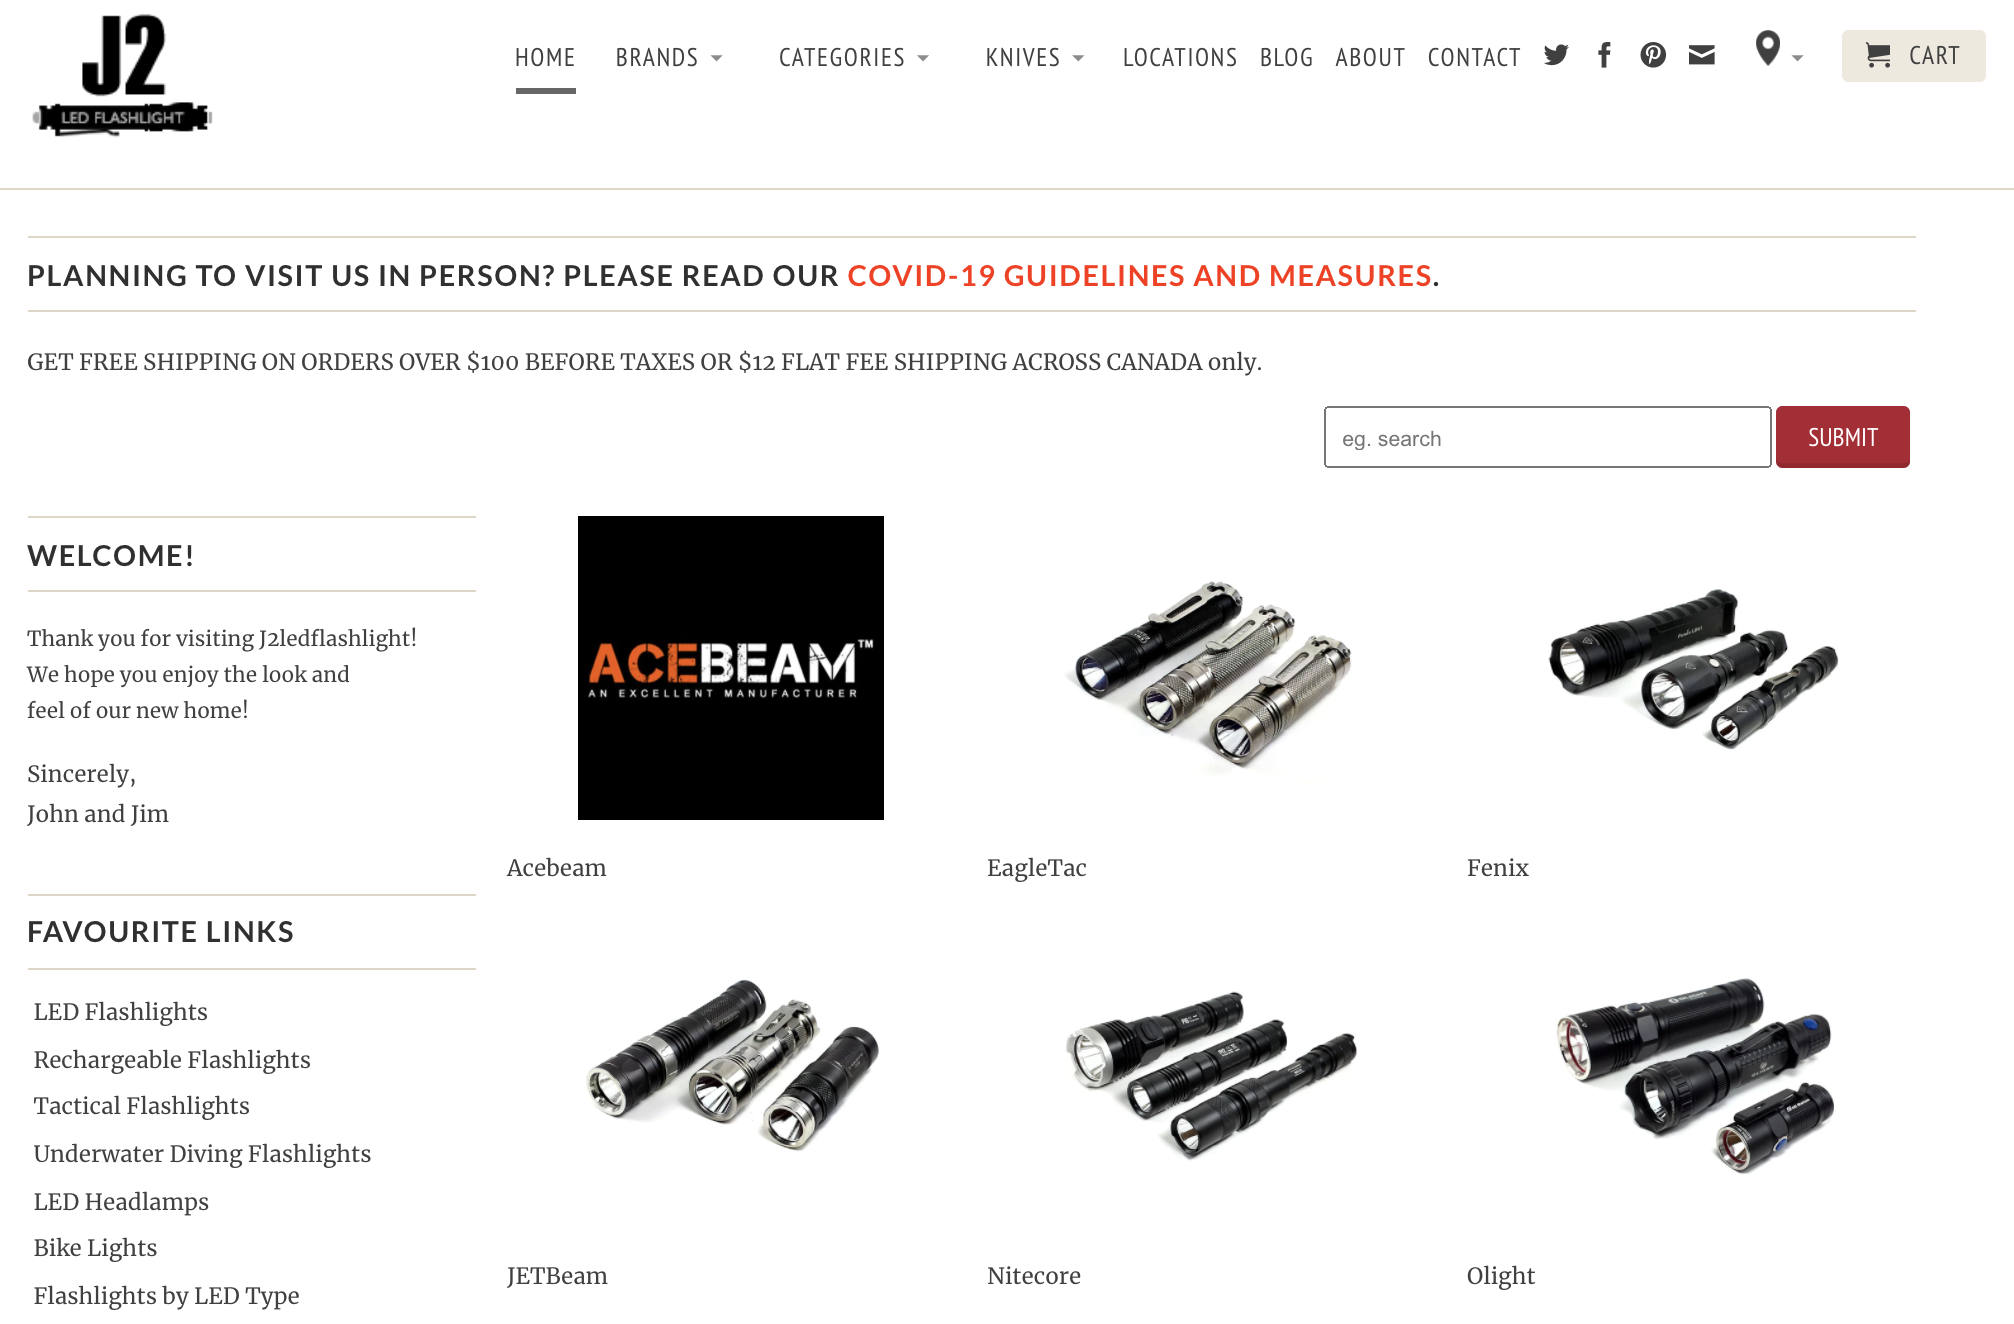 J2
LED FLASHLIGHT
HOME BRANDS CATEGORIES KNIVES LOCATIONS BLOG ABOUT CONTACT CART
PLANNING TO VISIT US IN PERSON? PLEASE READ OUR COVID-19 GUIDELINES AND MEASURES.
GET FREE SHIPPING ON ORDERS OVER $100 BEFORE TAXES OR $12 FLAT FEE SHIPPING ACROSS CANADA only.
eg. search SUBMIT
WELCOME!
Thank you for visiting J2ledflashlight!
We hope you enjoy the look and
feel of our new home!
Sincerely,
John and Jim
FAVOURITE LINKS
LED Flashlights
Rechargeable Flashlights
Tactical Flashlights
Underwater Diving Flashlights
LED Headlamps
Bike Lights
Flashlights by LED Type
ACEBEAM™
AN EXCELLENT MANUFACTURER
Acebeam EagleTac Fenix
JETBeam Nitecore Olight